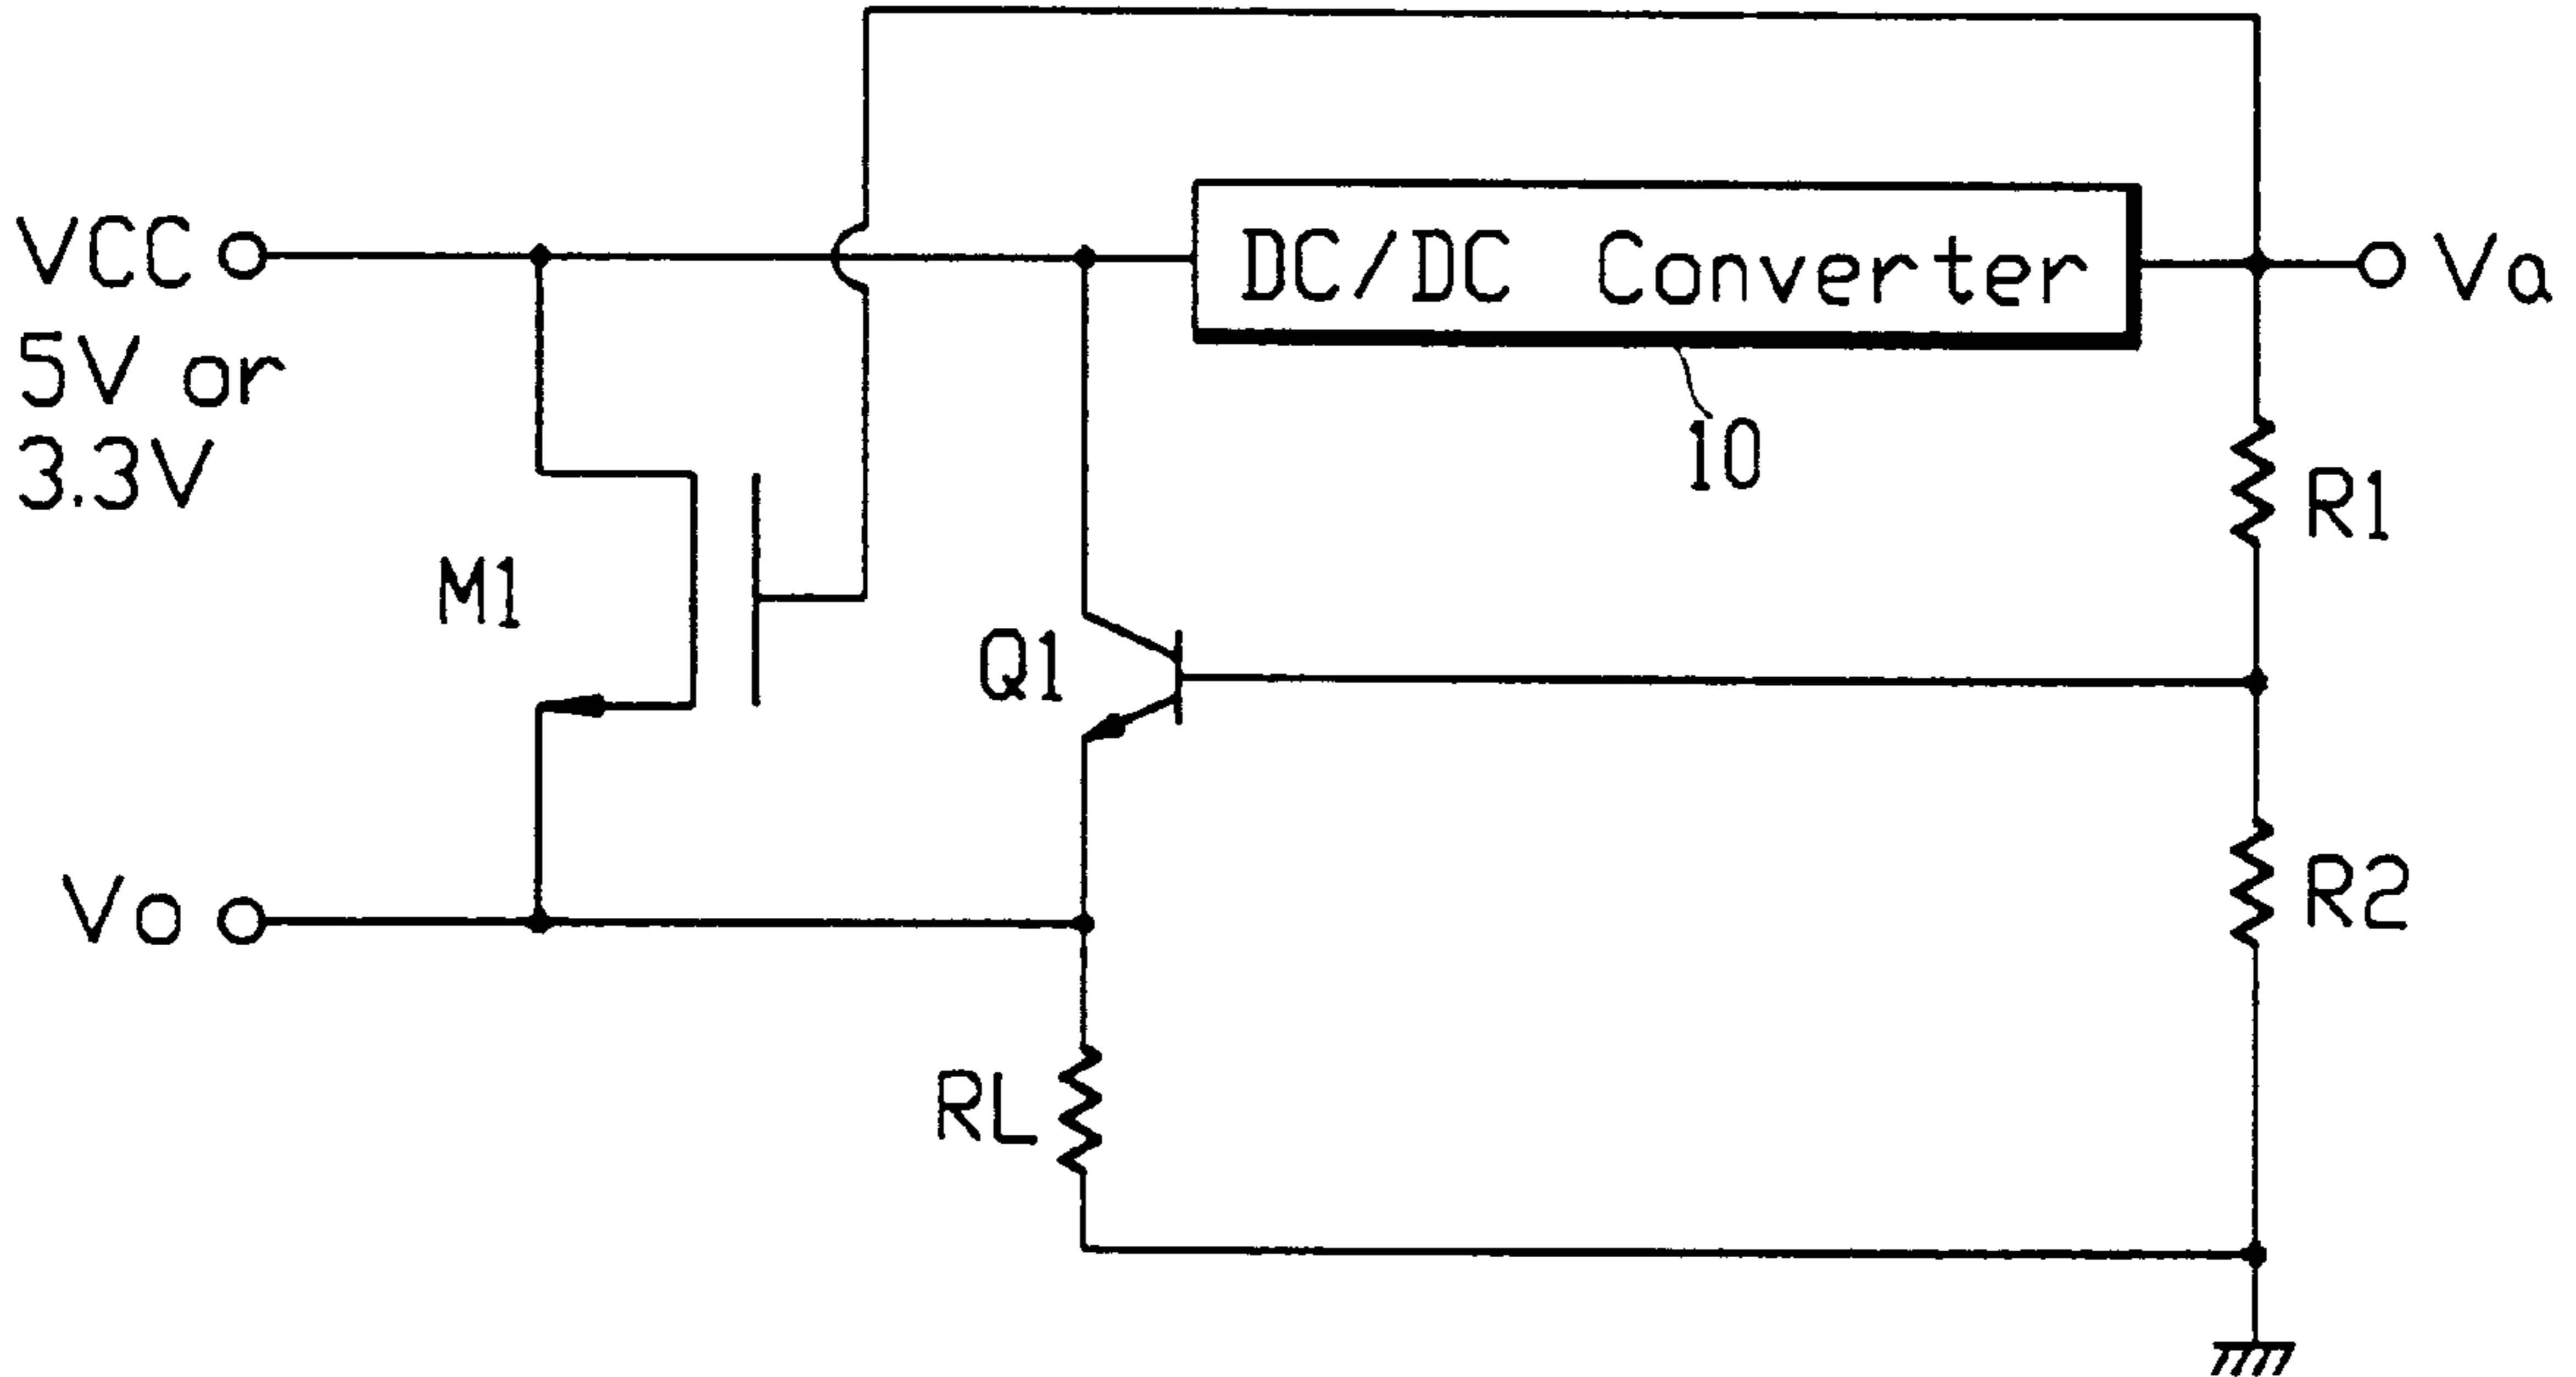 VCC
5V or
3.3V
DC/DC Converter
Va
10
R1
M1
Q1
Vo
R2
RL